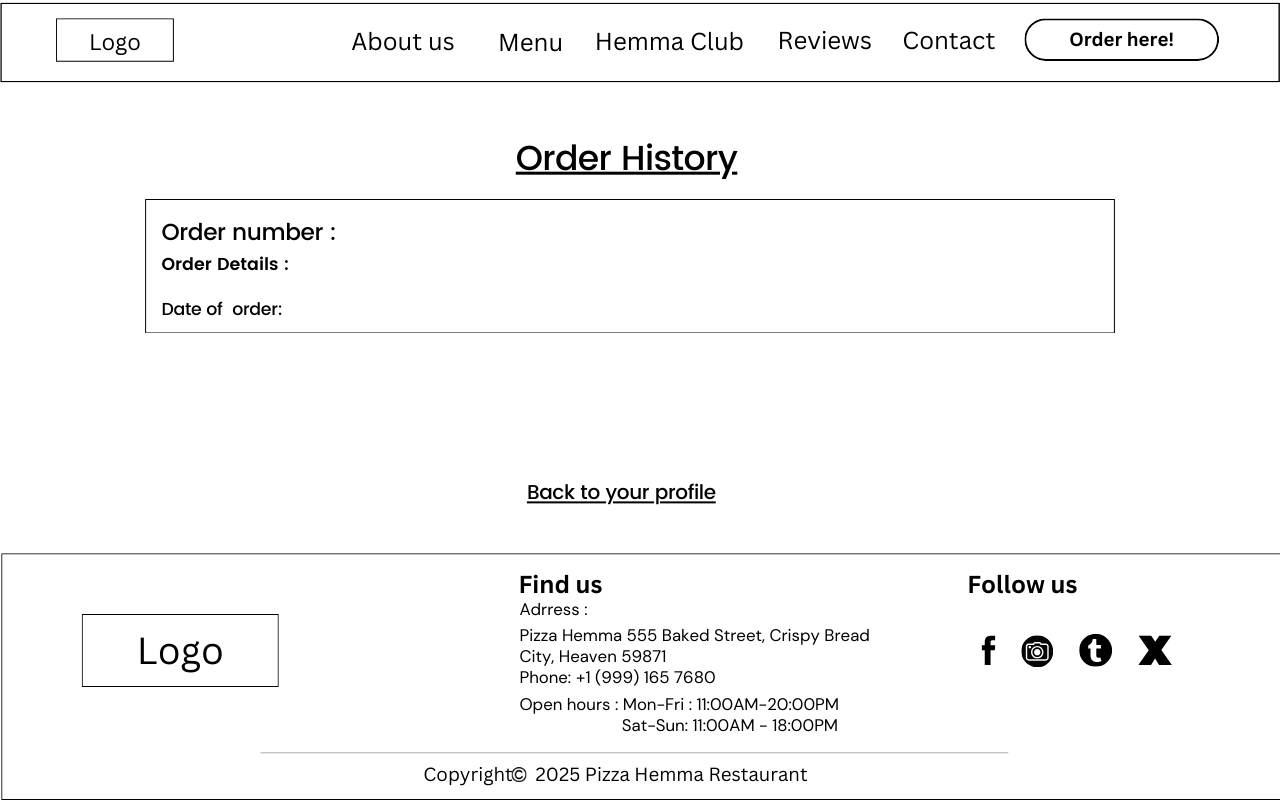 Logo
About us
Menu
Hemma Club
Reviews
Contact
Order here!
Order History
Order number :
Order Details :
Date of  order:
Back to your profile
Logo
Find us
Adrress :
Pizza Hemma 555 Baked Street, Crispy Bread
City, Heaven 59871
Phone: +1 (999) 165 7680
Open hours : Mon-Fri : 11:00AM-20:00PM
Sat-Sun: 11:00AM - 18:00PM
Follow us
Copyright© 2025 Pizza Hemma Restaurant